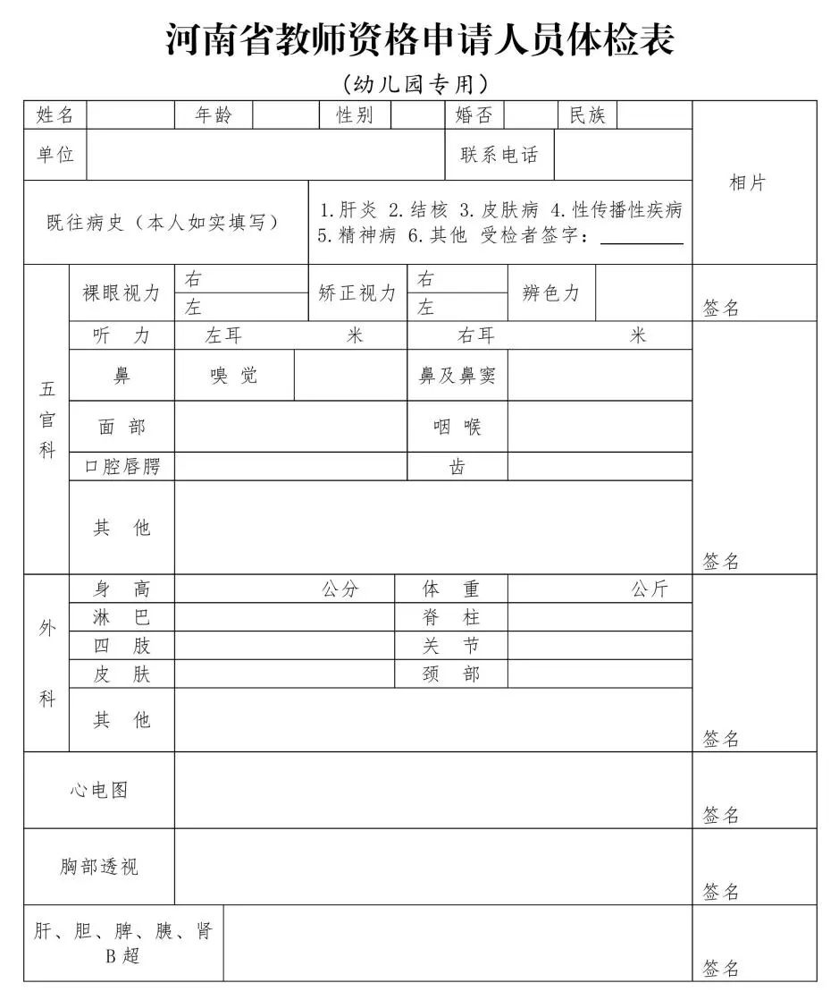 河南省教师资格申请人员体检表
(幼儿园专用)
姓名 年龄 性别 婚否 民族
单位 联系电话
相片
既往病史(本人如实填写)
1.肝炎 2.结核 3.皮肤病 4.性传播性疾病
5.精神病 6.其他 受检者签字:
五官科
裸眼视力 右 左 矫正视力 右 左 辨色力
签名
听 力 左耳 米 右耳 米
鼻 嗅 觉 鼻及鼻窦
面 部 咽 喉
口腔唇腭 齿
其 他
签名
外科
身 高 公分 体 重 公斤
淋 巴 脊 柱
四 肢 关 节
皮 肤 颈 部
其 他
签名
心电图
签名
胸部透视
签名
肝、胆、脾、胰、肾
B 超
签名